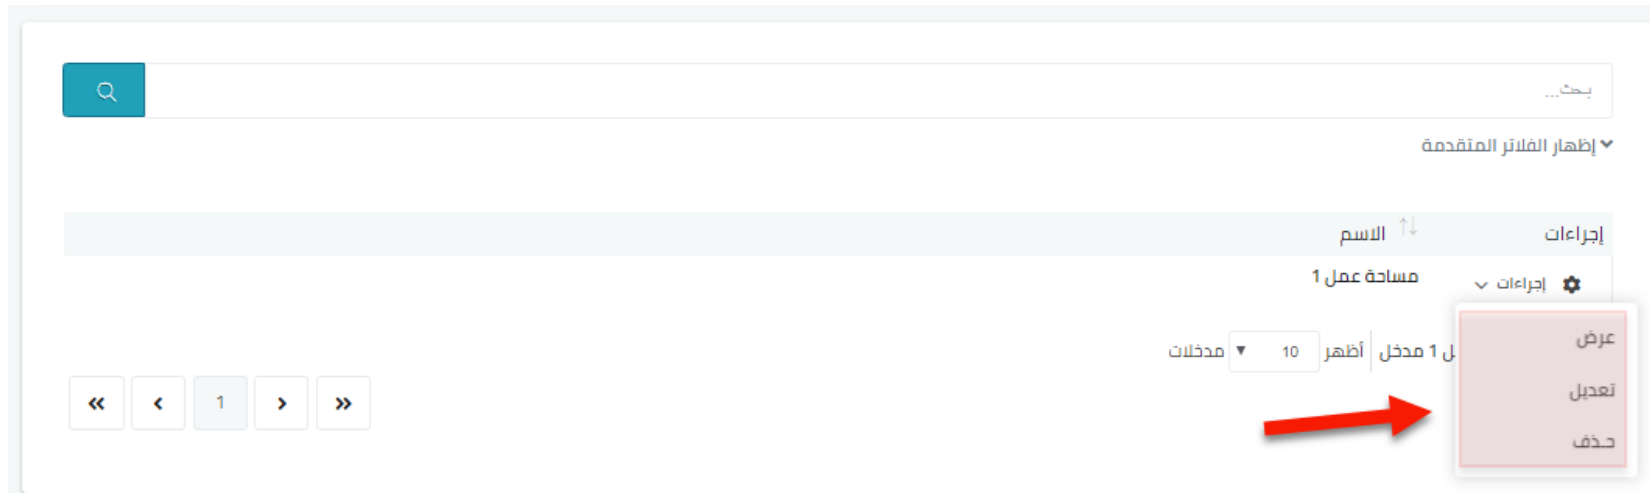 بحث...
إظهار الفلاتر المتقدمة
إجراءات الاسم
إجراءات مساحة عمل 1
عرض
1 مدخل أظهر 10 مدخلات
تعديل
1
حذف